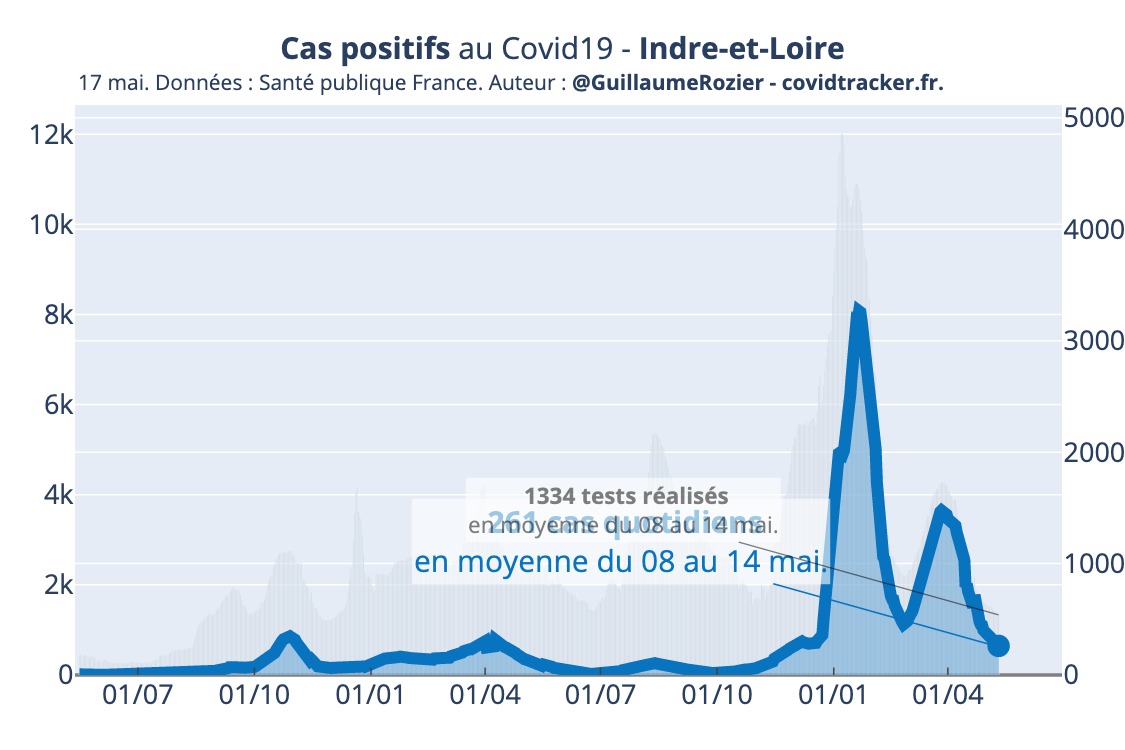 Cas positifs au Covid19 - Indre-et-Loire
17 mai. Données : Santé publique France. Auteur : @GuillaumeRozier - covidtracker.fr.
12k
10k
8k
6k
4k
2k
0
5000
4000
3000
2000
1000
0
1334 tests réalisés
en moyenne du 08 au 14 mai.
261 cas quotidiens
en moyenne du 08 au 14 mai.
01/07 01/10 01/01 01/04 01/07 01/10 01/01 01/04